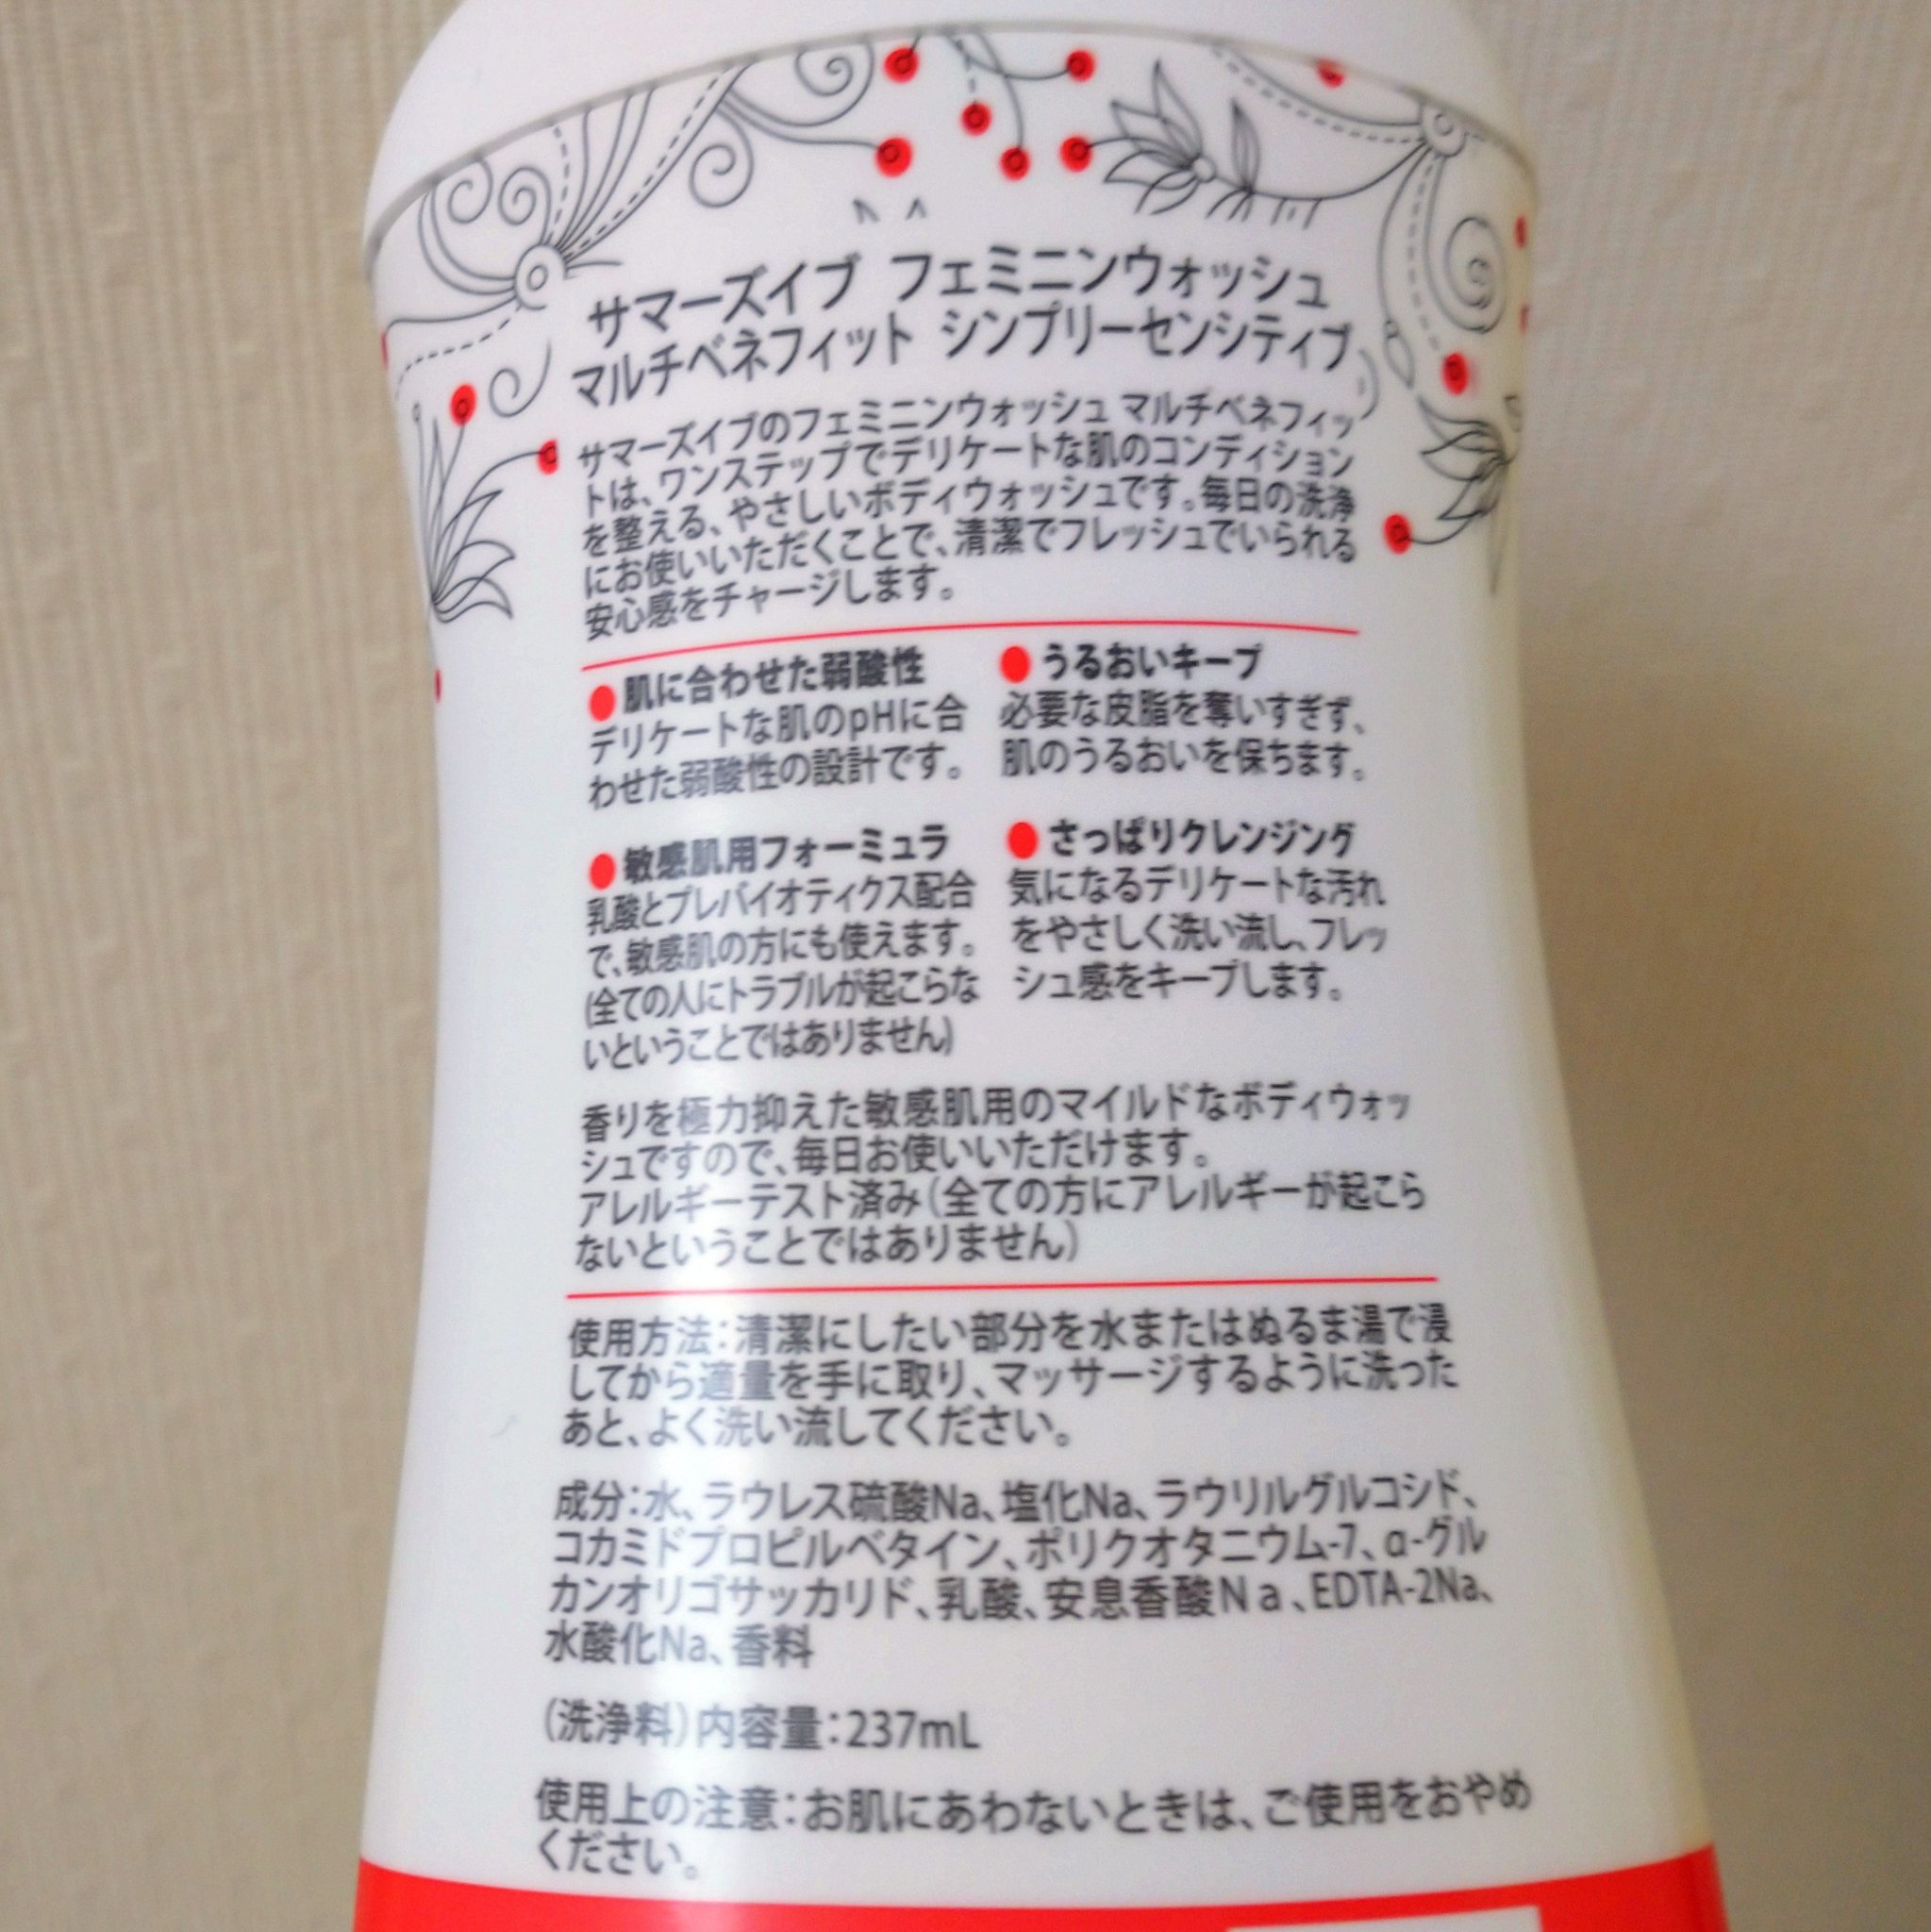 サマーズイブ フェミニンウォッシュ
マルチベネフィット シンプリーセンシティブ
サマーズイブのフェミニンウォッシュ マルチベネフィッ
トは、ワンステップでデリケートな肌のコンディション
を整える、やさしいボディウォッシュです。毎日の洗浄
にお使いいただくことで、清潔でフレッシュでいられる
安心感をチャージします。
●肌に合わせた弱酸性
デリケートな肌のpHに合
わせた弱酸性の設計です。
●うるおいキープ
必要な皮脂を奪いすぎず、
肌のうるおいを保ちます。
●敏感肌用フォーミュラ
乳酸とプレバイオティクス配合
で、敏感肌の方にも使えます。
(全ての人にトラブルが起こらな
いということではありません)
●さっぱりクレンジング
気になるデリケートな汚れ
をやさしく洗い流し、フレッ
シュ感をキープします。
香りを極力抑えた敏感肌用のマイルドなボディウォッ
シュですので、毎日お使いいただけます。
アレルギーテスト済み(全ての方にアレルギーが起こら
ないということではありません)
使用方法:清潔にしたい部分を水またはぬるま湯で浸
してから適量を手に取り、マッサージするように洗った
あと、よく洗い流してください。
成分:水、ラウレス硫酸Na、塩化Na、ラウリルグルコシド、
コカミドプロピルベタイン、ポリクオタニウム-7、α-グル
カンオリゴサッカリド、乳酸、安息香酸Na、EDTA-2Na、
水酸化Na、香料
(洗浄料)内容量:237mL
使用上の注意:お肌にあわないときは、ご使用をおやめ
ください。